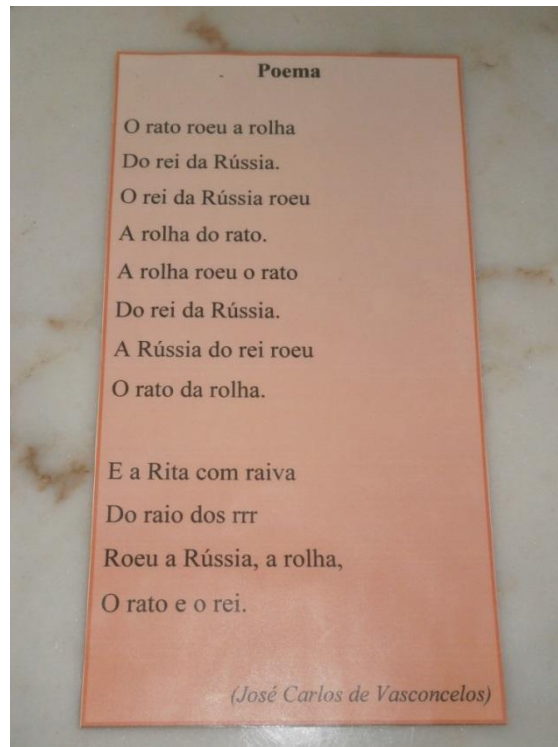 Poema
O rato roeu a rolha
Do rei da Rússia.
O rei da Rússia roeu
A rolha do rato.
A rolha roeu o rato
Do rei da Rússia.
A Rússia do rei roeu
O rato da rolha.
E a Rita com raiva
Do raio dos rrr
Roeu a Rússia, a rolha,
O rato e o rei.
(José Carlos de Vasconcelos)